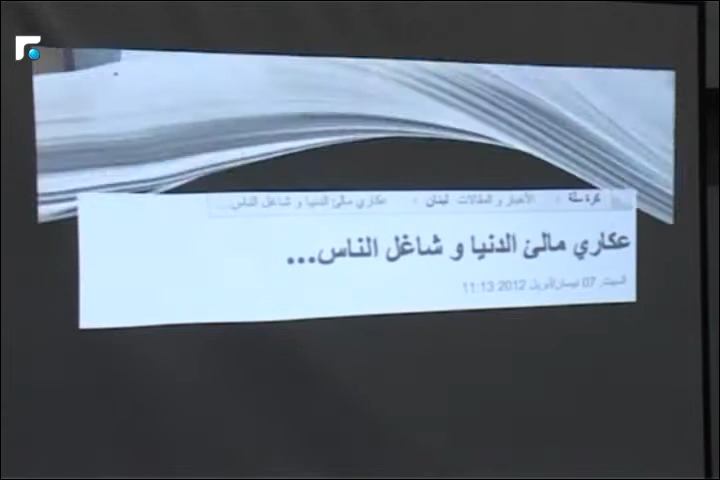 كرة سلة › الأخبار و المقالات › لبنان › عكاري مالئ الدنيا و شاغل الناس...
عكاري مالئ الدنيا و شاغل الناس...
السبت, 07 نيسان/أبريل 2012 11:13